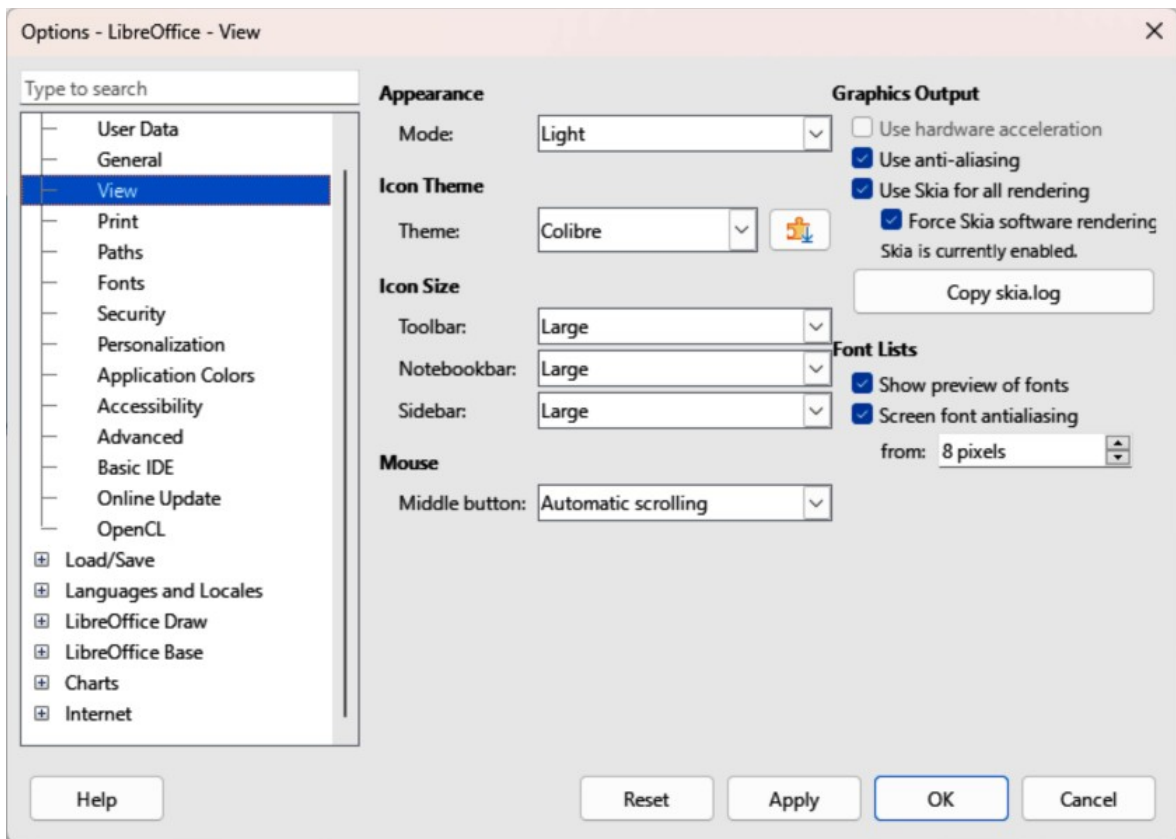 Options - LibreOffice - View
Type to search
User Data
General
View
Print
Paths
Fonts
Security
Personalization
Application Colors
Accessibility
Advanced
Basic IDE
Online Update
OpenCL
Load/Save
Languages and Locales
LibreOffice Draw
LibreOffice Base
Charts
Internet
Appearance
Mode: Light
Icon Theme
Theme: Colibre
Icon Size
Toolbar: Large
Notebookbar: Large
Sidebar: Large
Mouse
Middle button: Automatic scrolling
Graphics Output
Use hardware acceleration
Use anti-aliasing
Use Skia for all rendering
Force Skia software rendering
Skia is currently enabled.
Copy skia.log
Font Lists
Show preview of fonts
Screen font antialiasing
from: 8 pixels
Help Reset Apply OK Cancel